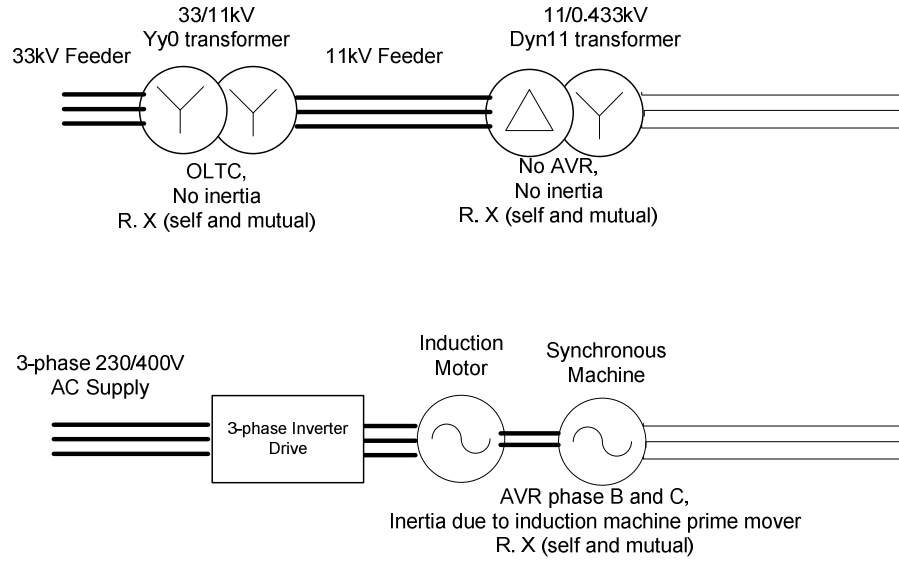 33/11kV
Yy0 transformer
11/0.433kV
Dyn11 transformer
33kV Feeder
11kV Feeder
OLTC,
No inertia
R. X (self and mutual)
No AVR,
No inertia
R. X (self and mutual)
3-phase 230/400V
AC Supply
3-phase Inverter
Drive
Induction
Motor
Synchronous
Machine
AVR phase B and C,
Inertia due to induction machine prime mover
R. X (self and mutual)